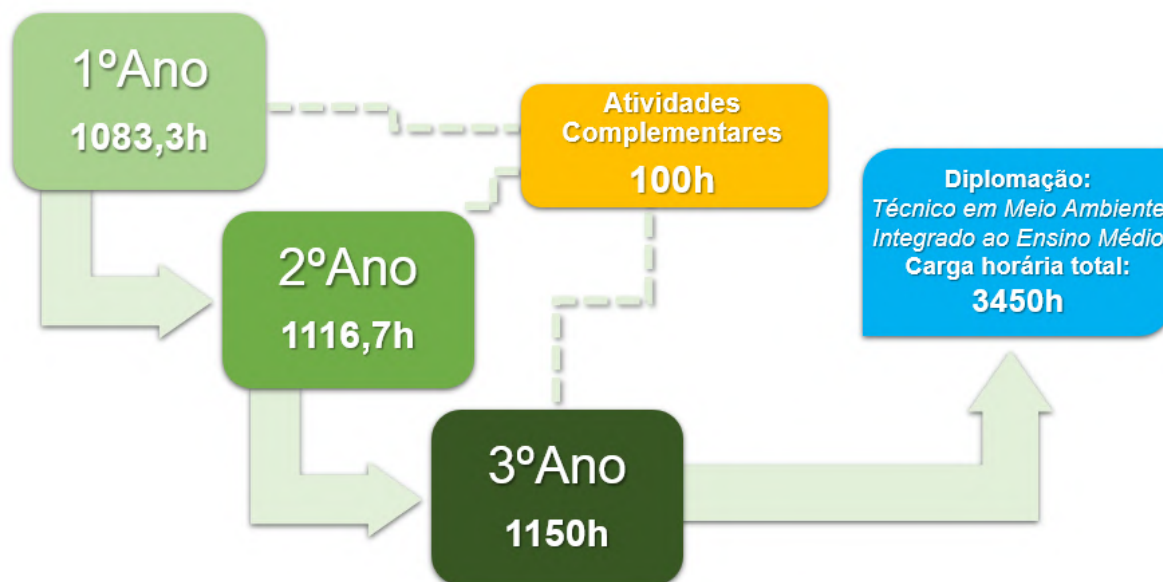 1ºAno
1083,3h
Atividades
Complementares
100h
2ºAno
1116,7h
3ºAno
1150h
Diplomação:
Técnico em Meio Ambiente
Integrado ao Ensino Médio
Carga horária total:
3450h